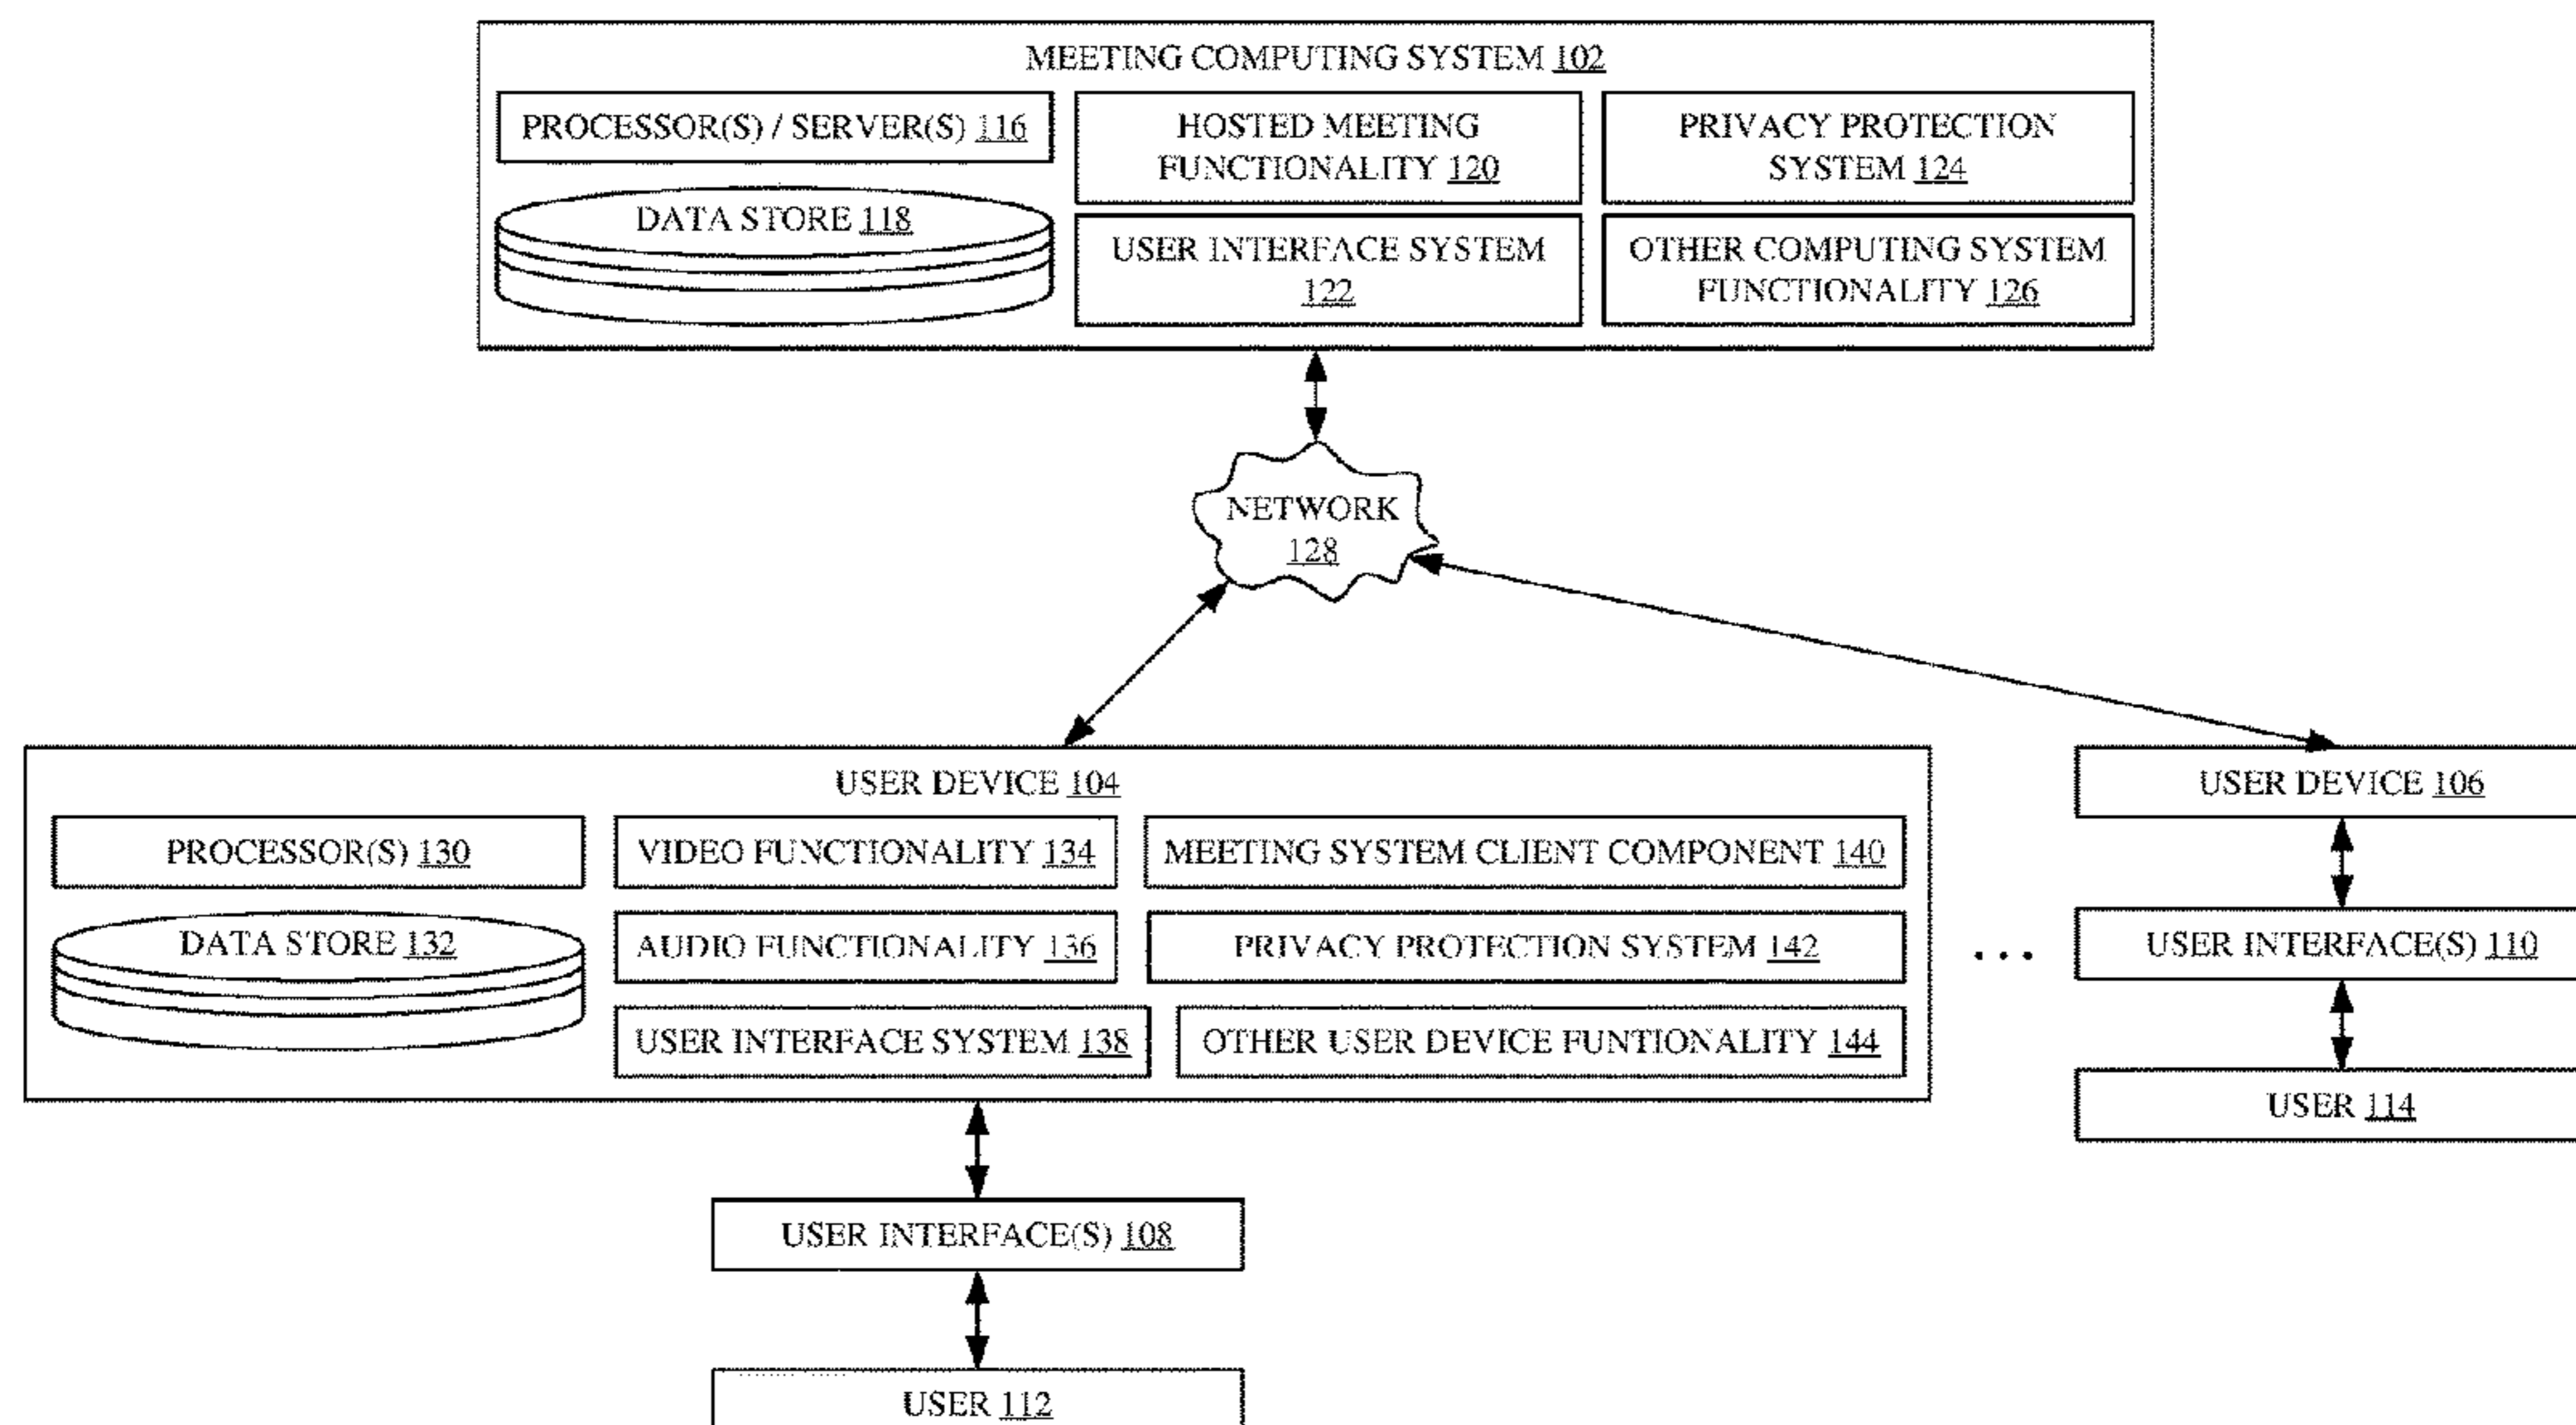 MEETING COMPUTING SYSTEM 102
PROCESSOR(S) / SERVER(S) 116
DATA STORE 118
HOSTED MEETING
FUNCTIONALITY 120
USER INTERFACE SYSTEM
122
PRIVACY PROTECTION
SYSTEM 124
OTHER COMPUTING SYSTEM
FUNCTIONALITY 126
NETWORK
128
USER DEVICE 104
PROCESSOR(S) 130
DATA STORE 132
VIDEO FUNCTIONALITY 134
AUDIO FUNCTIONALITY 136
USER INTERFACE SYSTEM 138
MEETING SYSTEM CLIENT COMPONENT 140
PRIVACY PROTECTION SYSTEM 142
OTHER USER DEVICE FUNTIONALITY 144
USER INTERFACE(S) 108
USER 112
...
USER DEVICE 106
USER INTERFACE(S) 110
USER 114